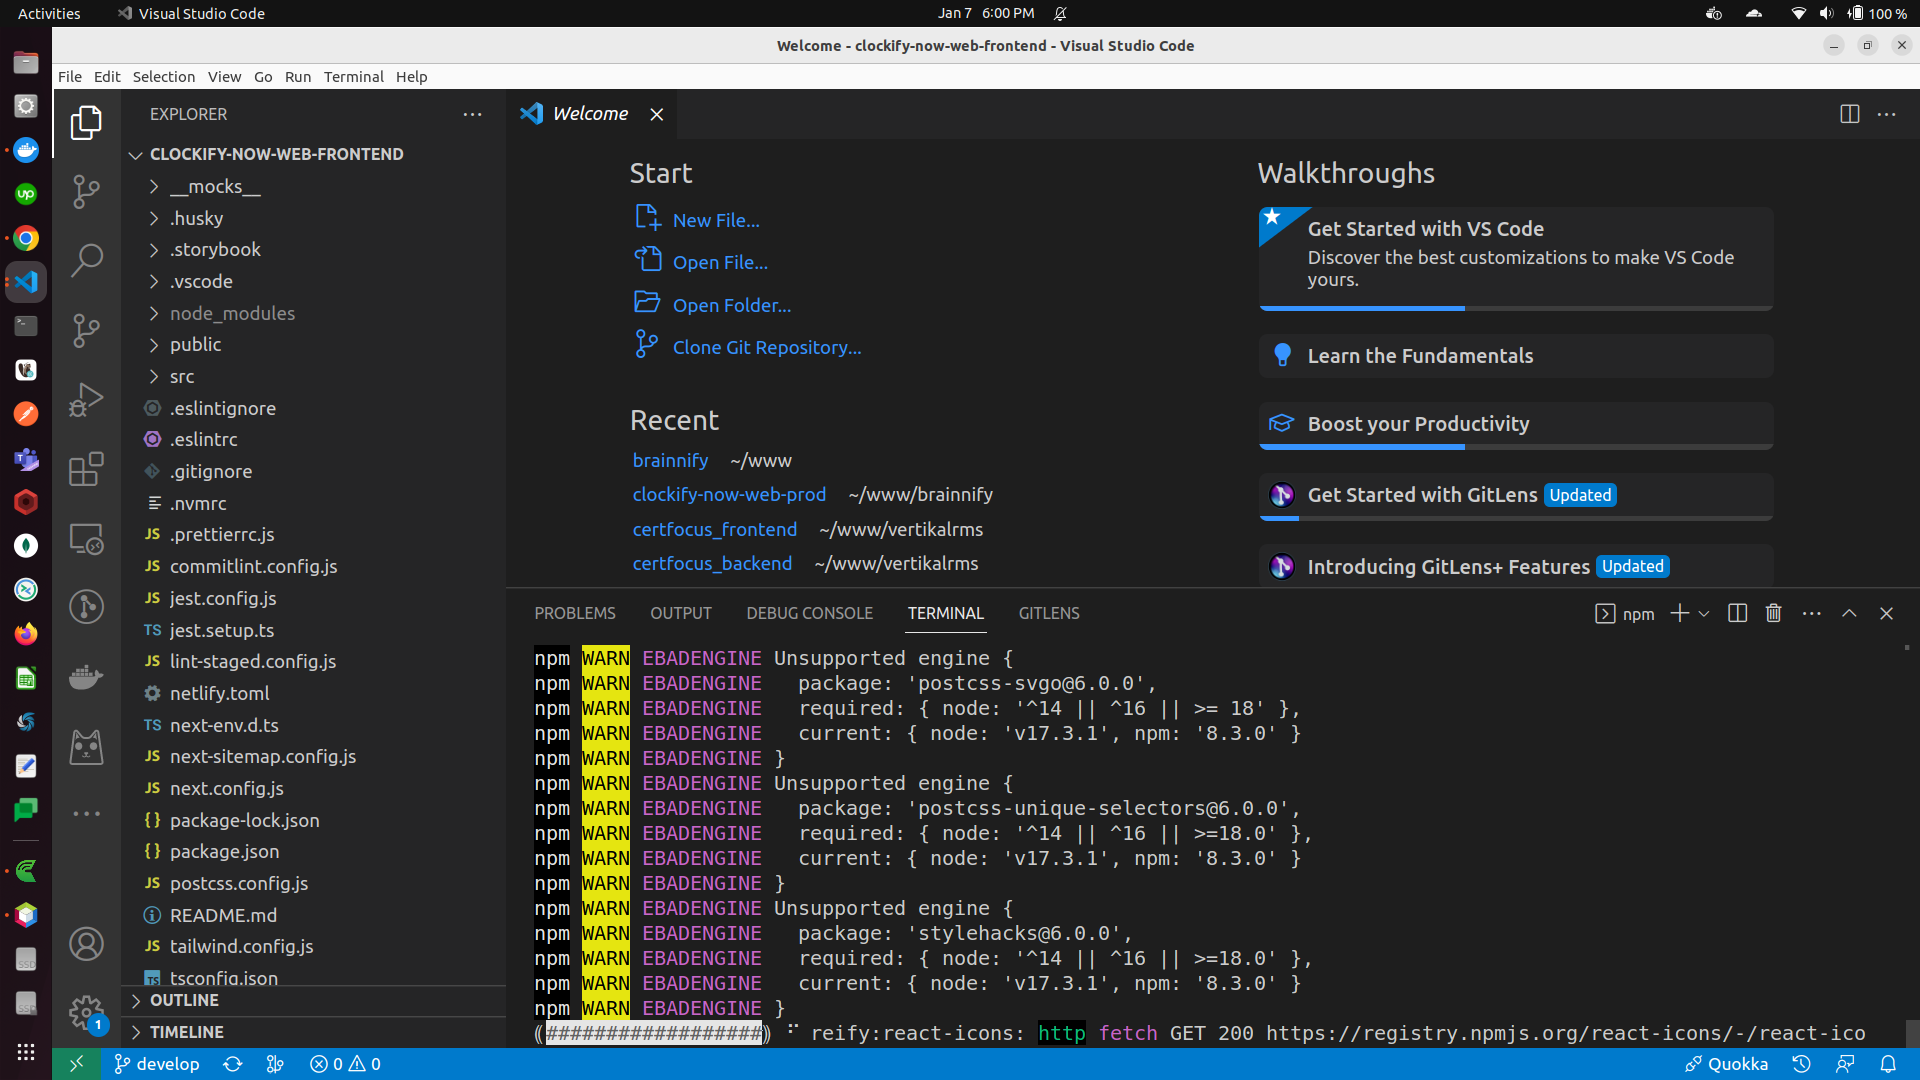 Activities
Visual Studio Code
Jan 7 6:00 PM
100 %
Welcome - clockify-now-web-frontend - Visual Studio Code
File Edit Selection View Go Run Terminal Help
EXPLORER
CLOCKIFY-NOW-WEB-FRONTEND
__mocks__
.husky
.storybook
.vscode
node_modules
public
src
.eslintignore
.eslintrc
.gitignore
.nvmrc
JS .prettierrc.js
JS commitlint.config.js
JS jest.config.js
TS jest.setup.ts
JS lint-staged.config.js
netlify.toml
TS next-env.d.ts
JS next-sitemap.config.js
JS next.config.js
{} package-lock.json
{} package.json
JS postcss.config.js
README.md
JS tailwind.config.js
TS tsconfig.json
OUTLINE
TIMELINE
1
Welcome
Start
New File...
Open File...
Open Folder...
Clone Git Repository...
Recent
brainnify ~/www
clockify-now-web-prod ~/www/brainnify
certfocus_frontend ~/www/vertikalrms
certfocus_backend ~/www/vertikalrms
Walkthroughs
Get Started with VS Code
Discover the best customizations to make VS Code
yours.
Learn the Fundamentals
Boost your Productivity
Get Started with GitLens Updated
Introducing GitLens+ Features Updated
PROBLEMS OUTPUT DEBUG CONSOLE TERMINAL GITLENS
npm
npm WARN EBADENGINE Unsupported engine {
npm WARN EBADENGINE   package: 'postcss-svgo@6.0.0',
npm WARN EBADENGINE   required: { node: '^14 || ^16 || >= 18' },
npm WARN EBADENGINE   current: { node: 'v17.3.1', npm: '8.3.0' }
npm WARN EBADENGINE }
npm WARN EBADENGINE Unsupported engine {
npm WARN EBADENGINE   package: 'postcss-unique-selectors@6.0.0',
npm WARN EBADENGINE   required: { node: '^14 || ^16 || >=18.0' },
npm WARN EBADENGINE   current: { node: 'v17.3.1', npm: '8.3.0' }
npm WARN EBADENGINE }
npm WARN EBADENGINE Unsupported engine {
npm WARN EBADENGINE   package: 'stylehacks@6.0.0',
npm WARN EBADENGINE   required: { node: '^14 || ^16 || >=18.0' },
npm WARN EBADENGINE   current: { node: 'v17.3.1', npm: '8.3.0' }
npm WARN EBADENGINE }
(##################) ⠋ reify:react-icons: http fetch GET 200 https://registry.npmjs.org/react-icons/-/react-ico
develop
0 0
Quokka